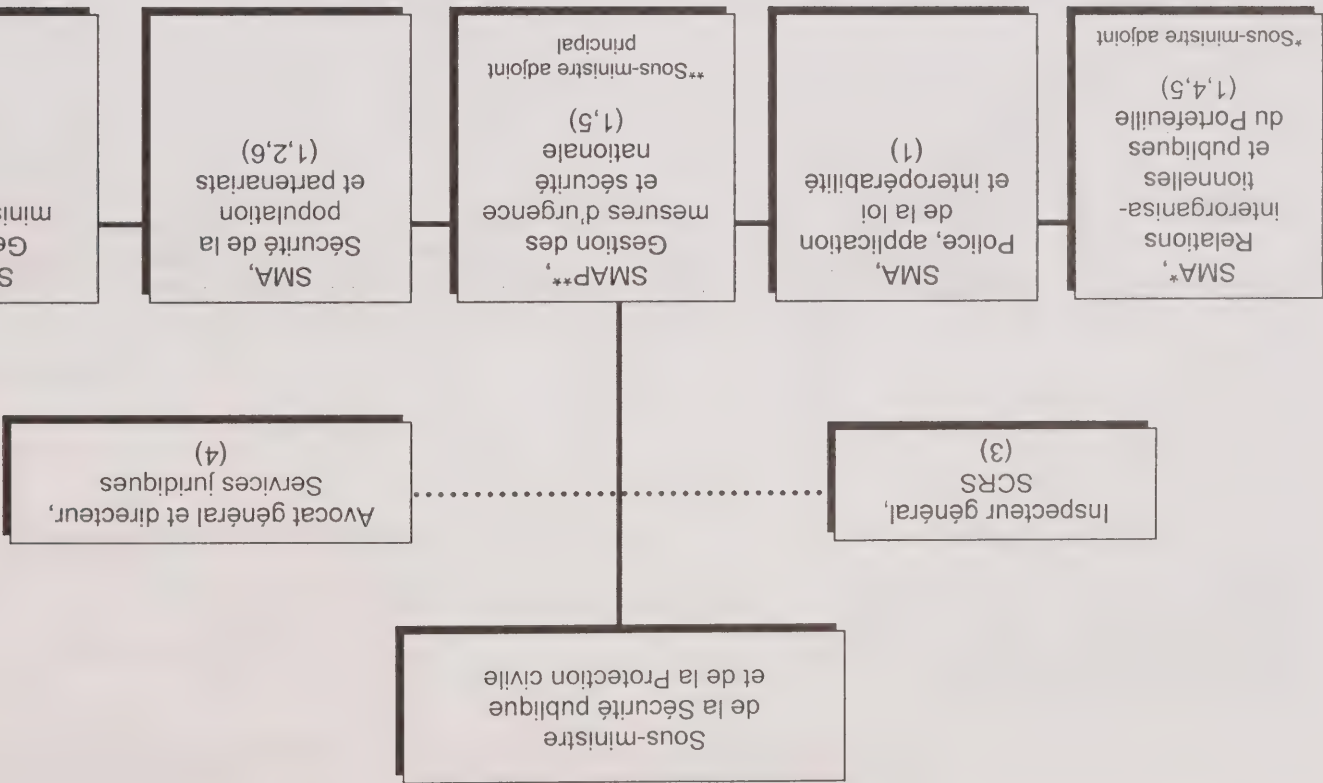 Sous-ministre
de la Sécurité publique
et de la Protection civile
Inspecteur général,
SCRS
(3)
Avocat général et directeur,
Services juridiques
(4)
SMA*,
Relations
interorganisa-
tionnelles
et publiques
du Portefeuille
(1,4,5)
*Sous-ministre adjoint
SMA,
Police, application
de la loi
et interopérabilité
(1)
SMAP**,
Gestion des
mesures d'urgence
et sécurité
nationale
(1,5)
**Sous-ministre adjoint
principal
SMA,
Sécurité de la
population
et partenariats
(1,2,6)